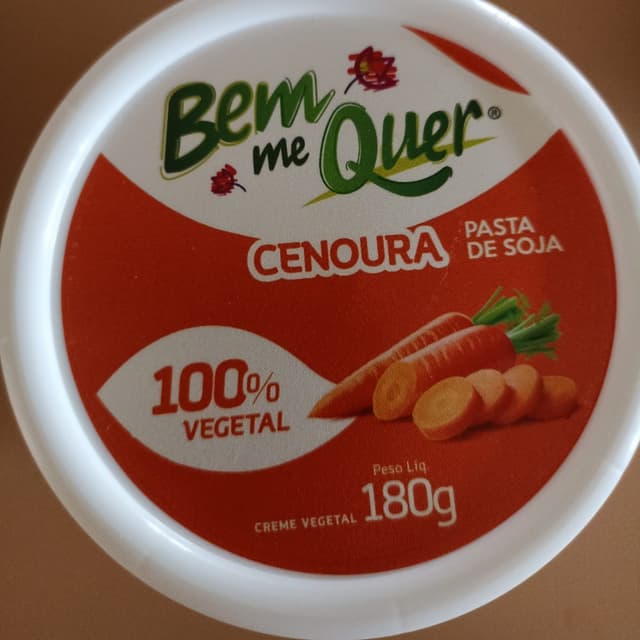 Bem
me Quer®
CENOURA
PASTA
DE SOJA
100%
VEGETAL
Peso Líq.
CREME VEGETAL 180g